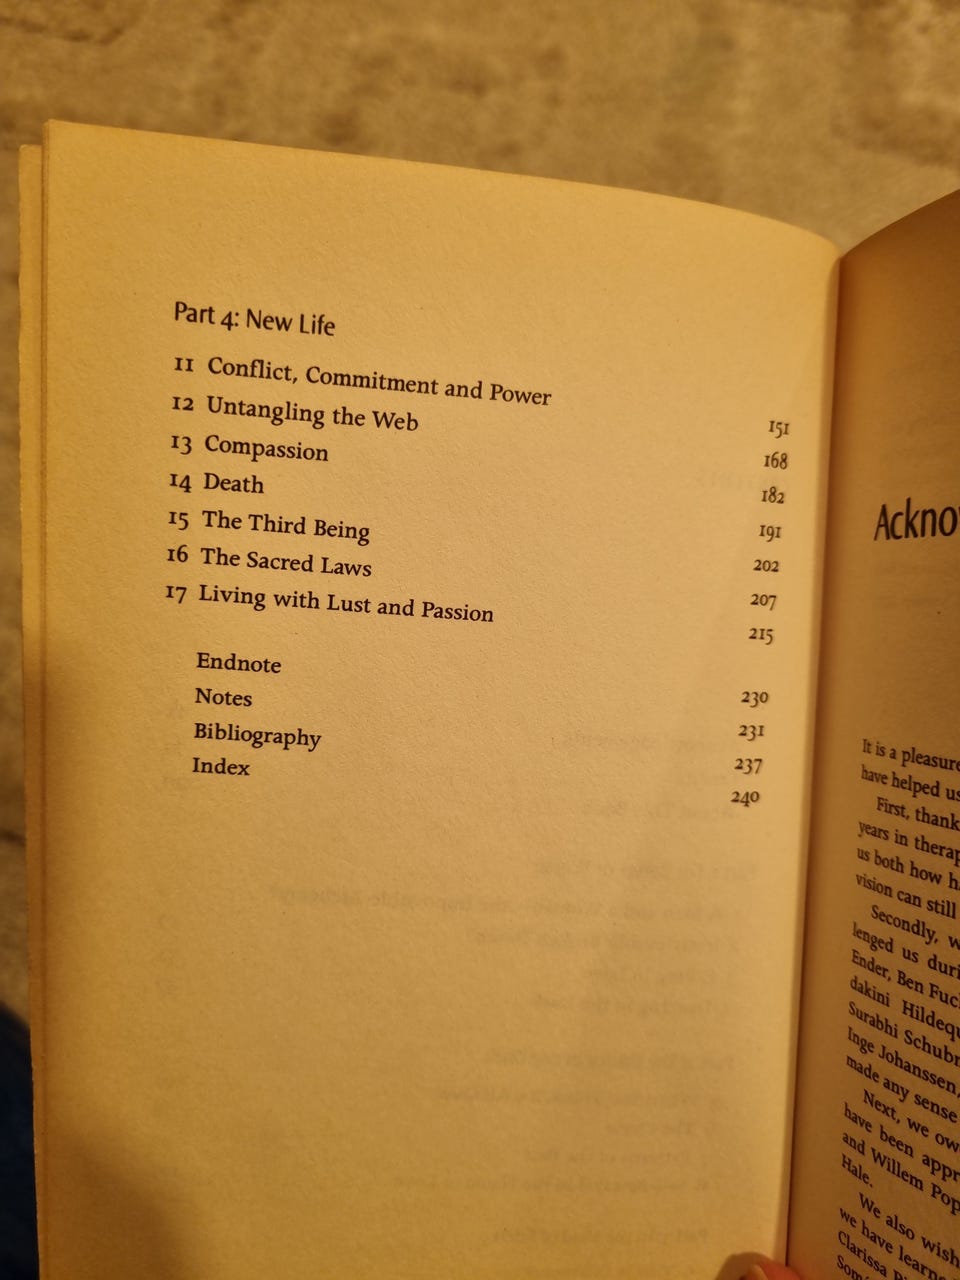 Part 4: New Life
11 Conflict, Commitment and Power 151
12 Untangling the Web 168
13 Compassion 182
14 Death 191
15 The Third Being 202
16 The Sacred Laws 207
17 Living with Lust and Passion 215
Endnote 230
Notes 231
Bibliography 237
Index 240
Ackno
It is a pleasure
have helped us
First, thank
years in therap
us both how h
vision can still
Secondly, w
lenged us duri
Ender, Ben Fuc
dakini Hildequ
Surabhi Schubr
Inge Johanssen,
made any sense
Next, we ow
have been appr
and Willem Pop
Hale.
We also wish
we have learne
Clarissa